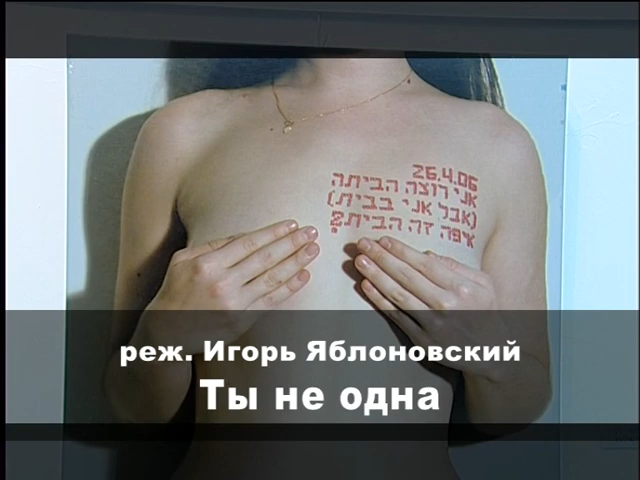 26.4.06
אני רוצה הביתה
(אבל אני בבית)
איפה זה הבית?
реж. Игорь Яблоновский
Ты не одна